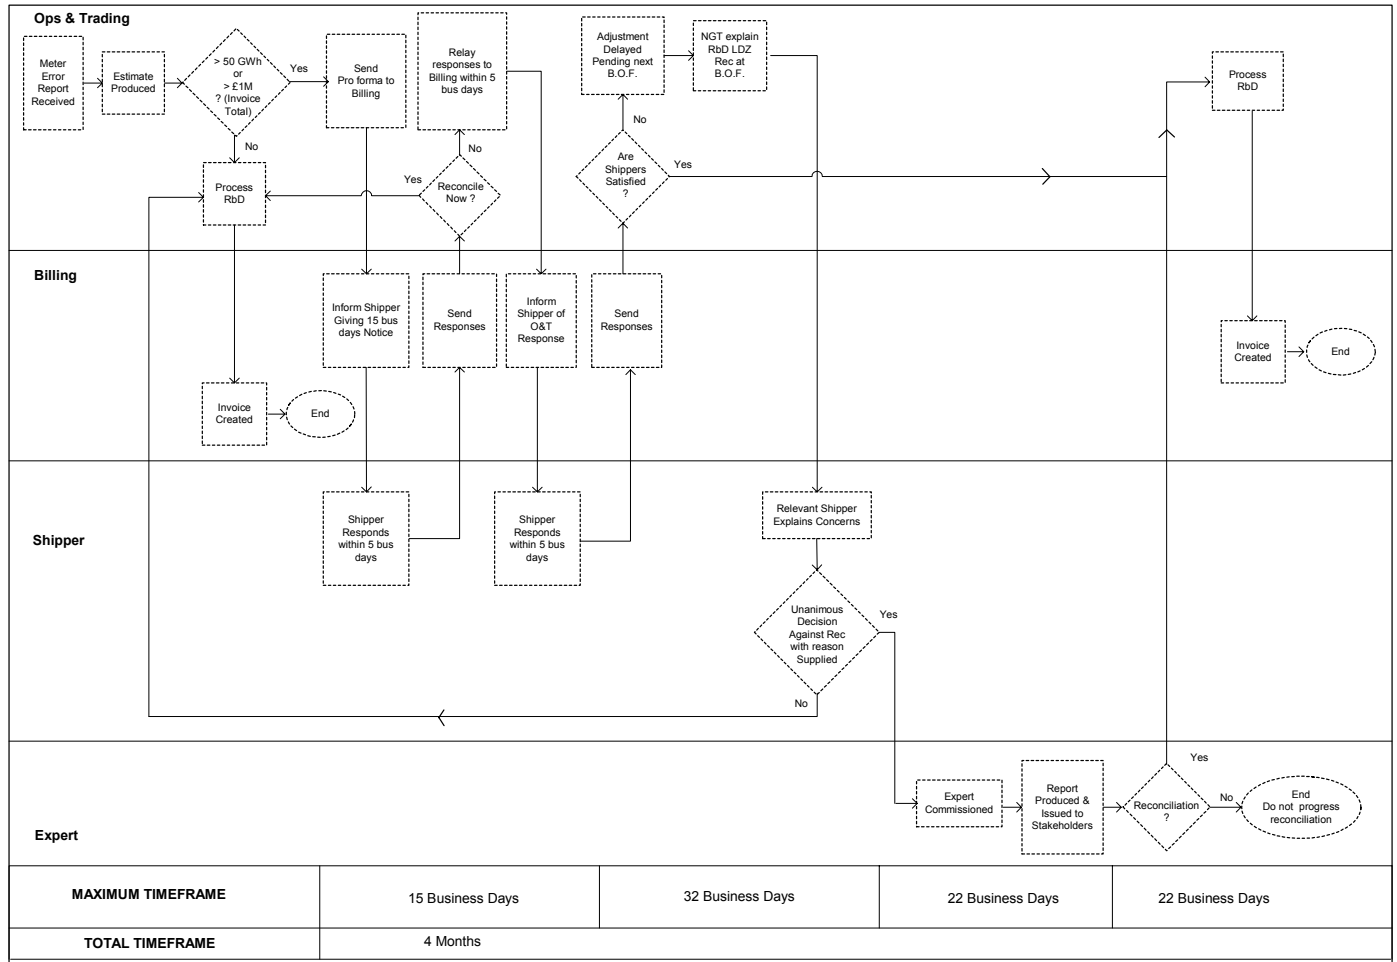 Ops & Trading
Meter
Error
Report
Received
Estimate
Produced
> 50 GWh
or
> £1M
? (Invoice
Total)
Yes
No
Send
Pro forma to
Billing
Relay
responses to
Billing within 5
bus days
No
Yes
Reconcile
Now ?
Process
RbD
Adjustment
Delayed
Pending next
B.O.F.
NGT explain
RbD LDZ
Rec at
B.O.F.
No
Are
Shippers
Satisfied
?
Yes
Process
RbD
Billing
Inform Shipper
Giving 15 bus
days Notice
Send
Responses
Inform
Shipper of
O&T
Response
Send
Responses
Invoice
Created
End
Invoice
Created
End
Shipper
Shipper
Responds
within 5 bus
days
Shipper
Responds
within 5 bus
days
Relevant Shipper
Explains Concerns
Unanimous
Decision
Against Rec
with reason
Supplied
Yes
No
Expert
Expert
Commissioned
Report
Produced &
Issued to
Stakeholders
Reconciliation
?
Yes
No
End
Do not progress
reconciliation
MAXIMUM TIMEFRAME
15 Business Days
32 Business Days
22 Business Days
22 Business Days
TOTAL TIMEFRAME
4 Months